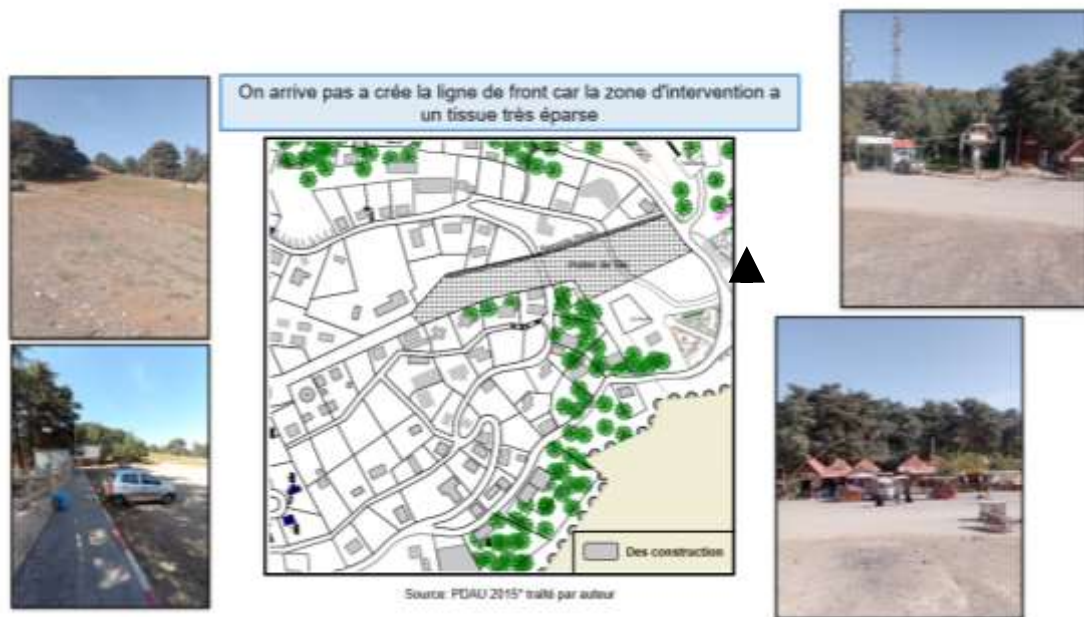 On arrive pas a crée la ligne de front car la zone d'intervention a
un tissue très éparse
Des construction
Source: PDAU 2015" traité par auteur